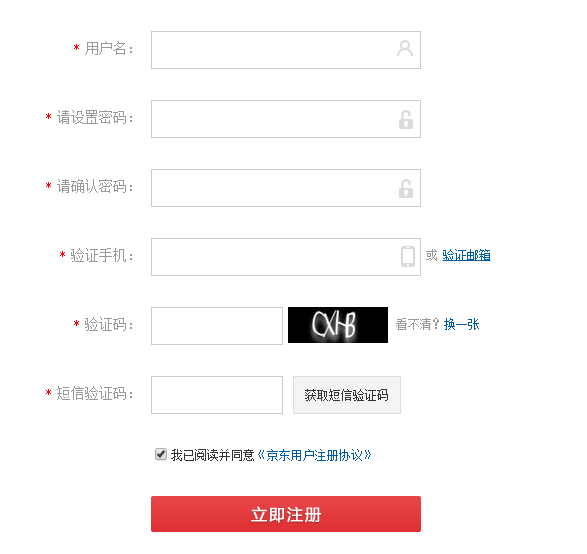 * 用户名：
* 请设置密码：
* 请确认密码：
* 验证手机： 或 验证邮箱
* 验证码： CXHB 看不清？换一张
* 短信验证码： 获取短信验证码
我已阅读并同意《京东用户注册协议》
立即注册